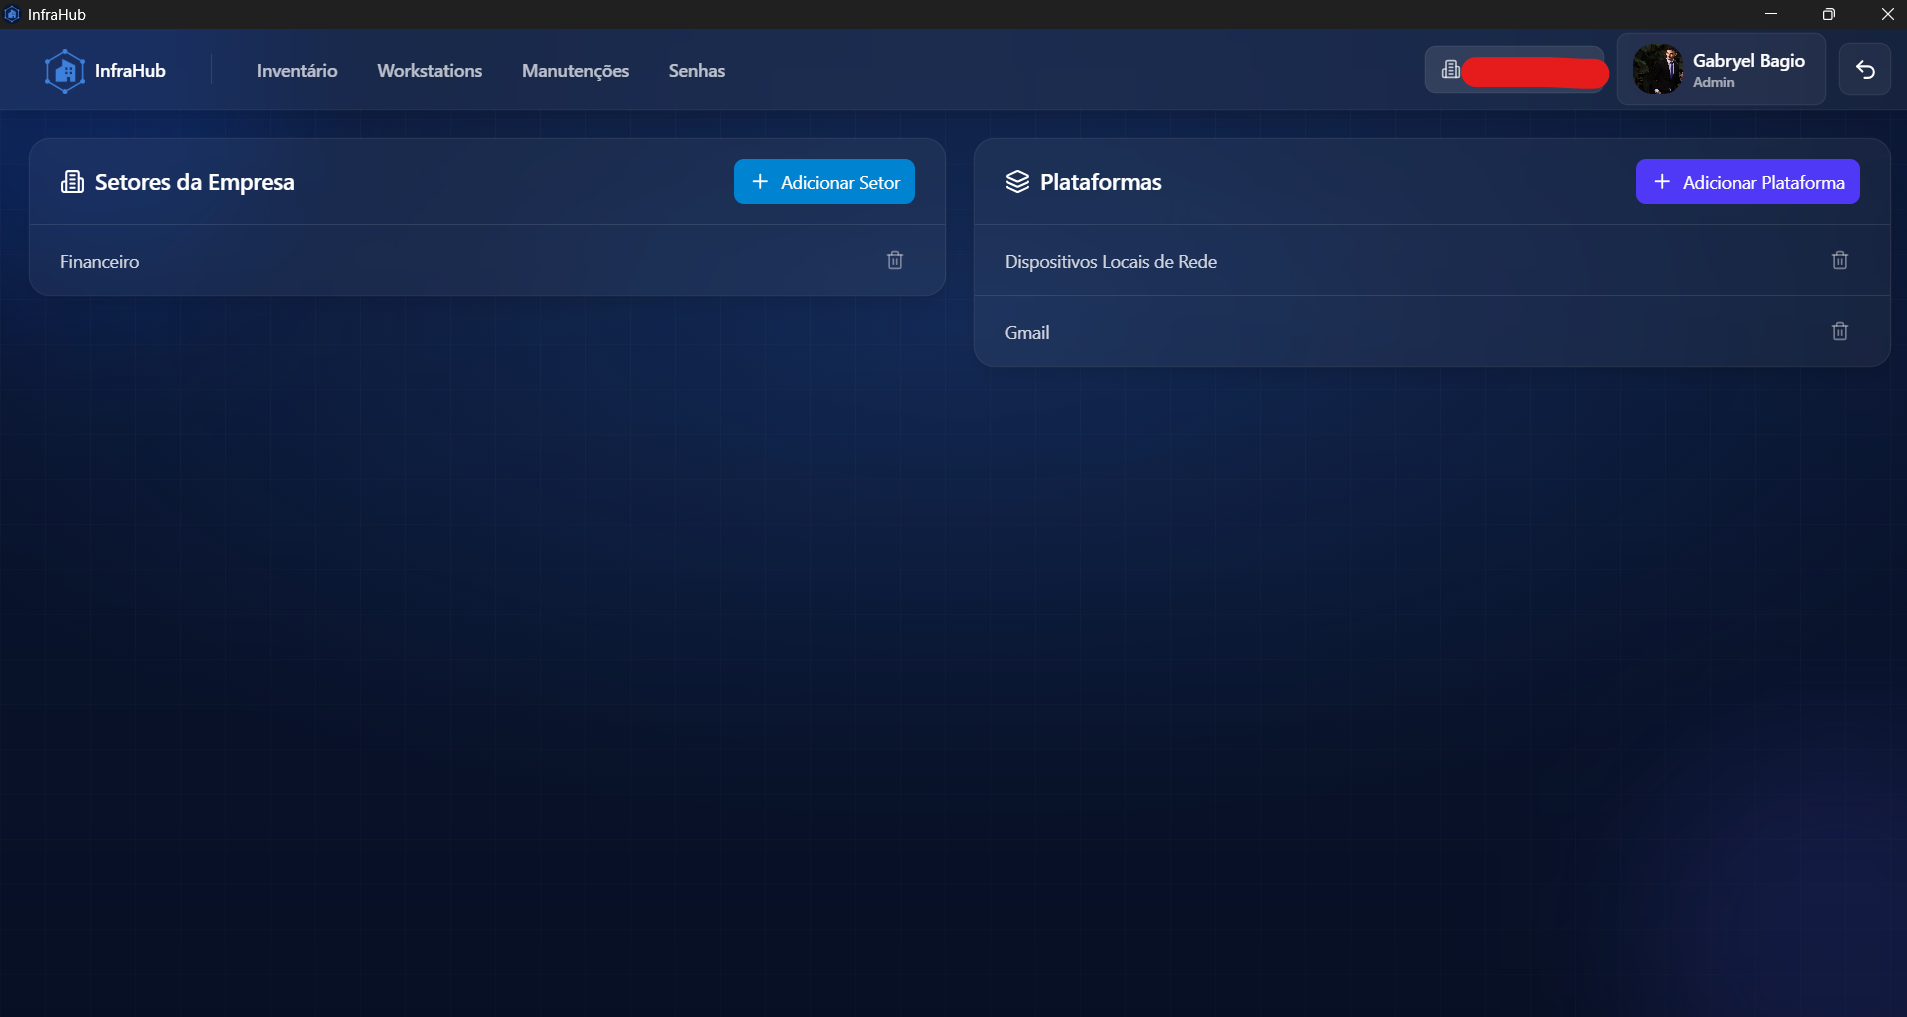 InfraHub
InfraHub
Inventário
Workstations
Manutenções
Senhas
Gabryel Bagio
Admin
Setores da Empresa
Adicionar Setor
Financeiro
Plataformas
Adicionar Plataforma
Dispositivos Locais de Rede
Gmail